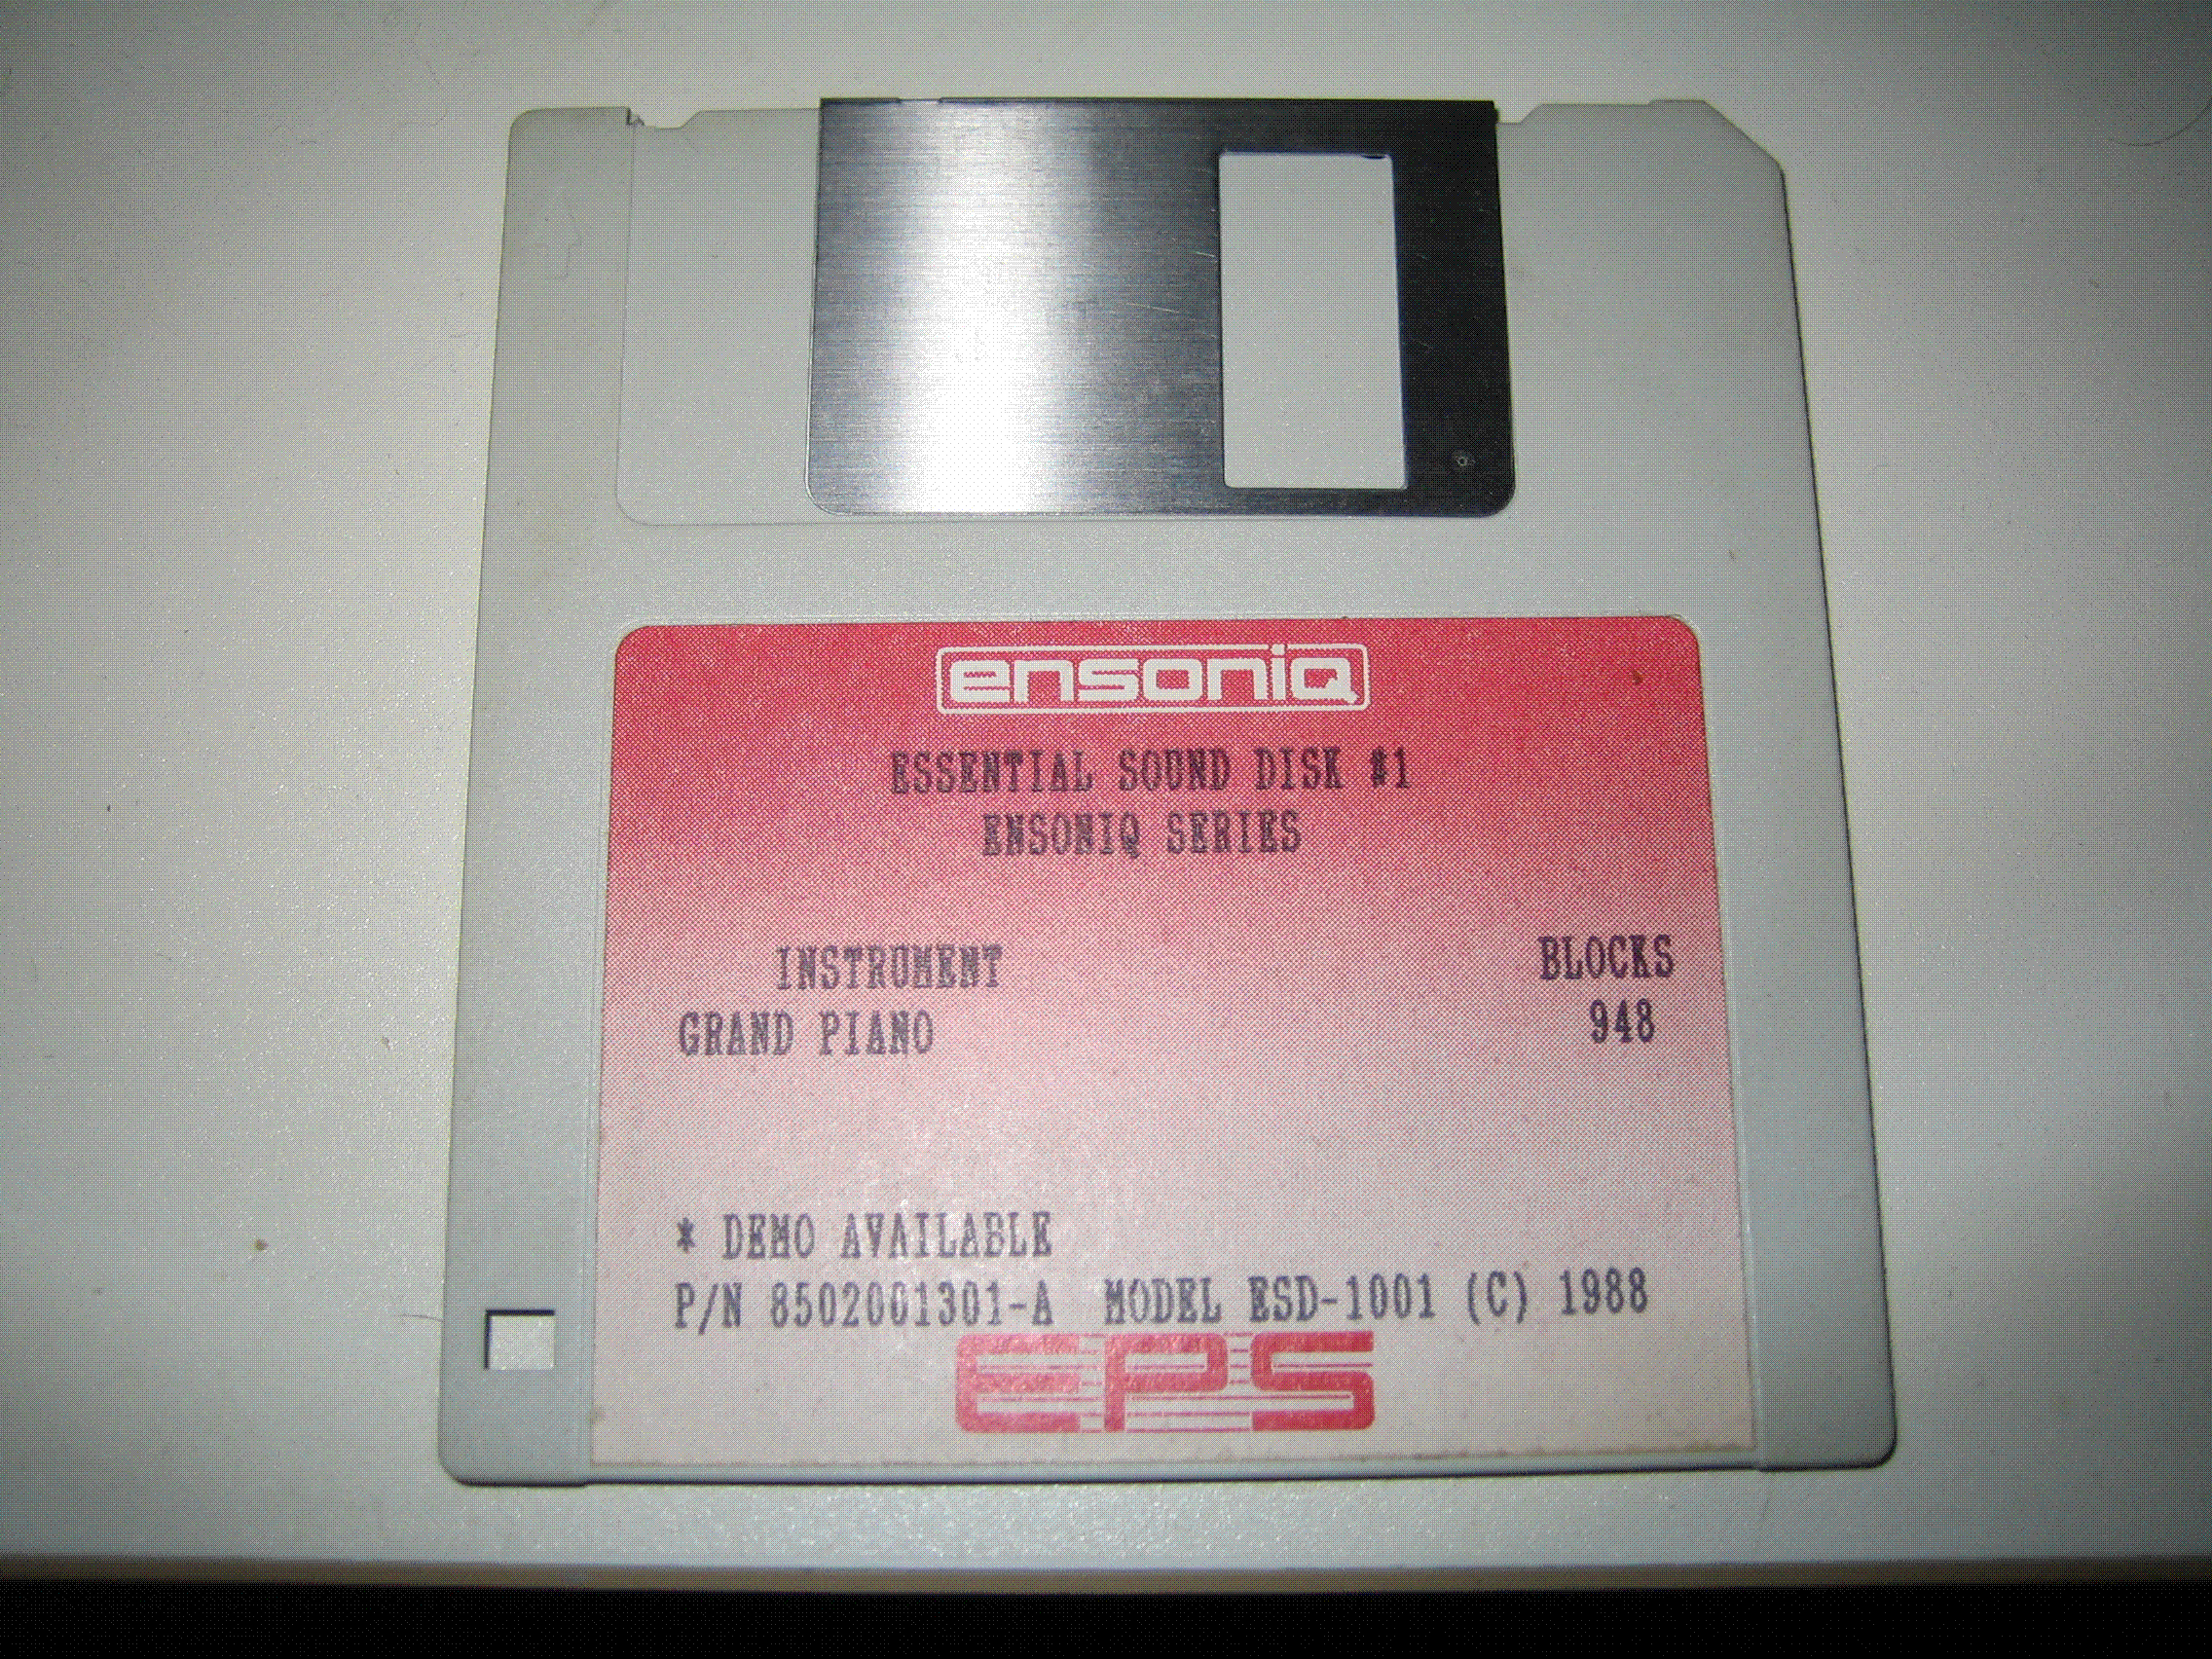 ensoniq
ESSENTIAL SOUND DISK #1
ENSONIQ SERIES
INSTRUMENT BLOCKS
GRAND PIANO 948
* DEMO AVAILABLE
P/N 8502001301-A MODEL ESD-1001 (C) 1988
EPS